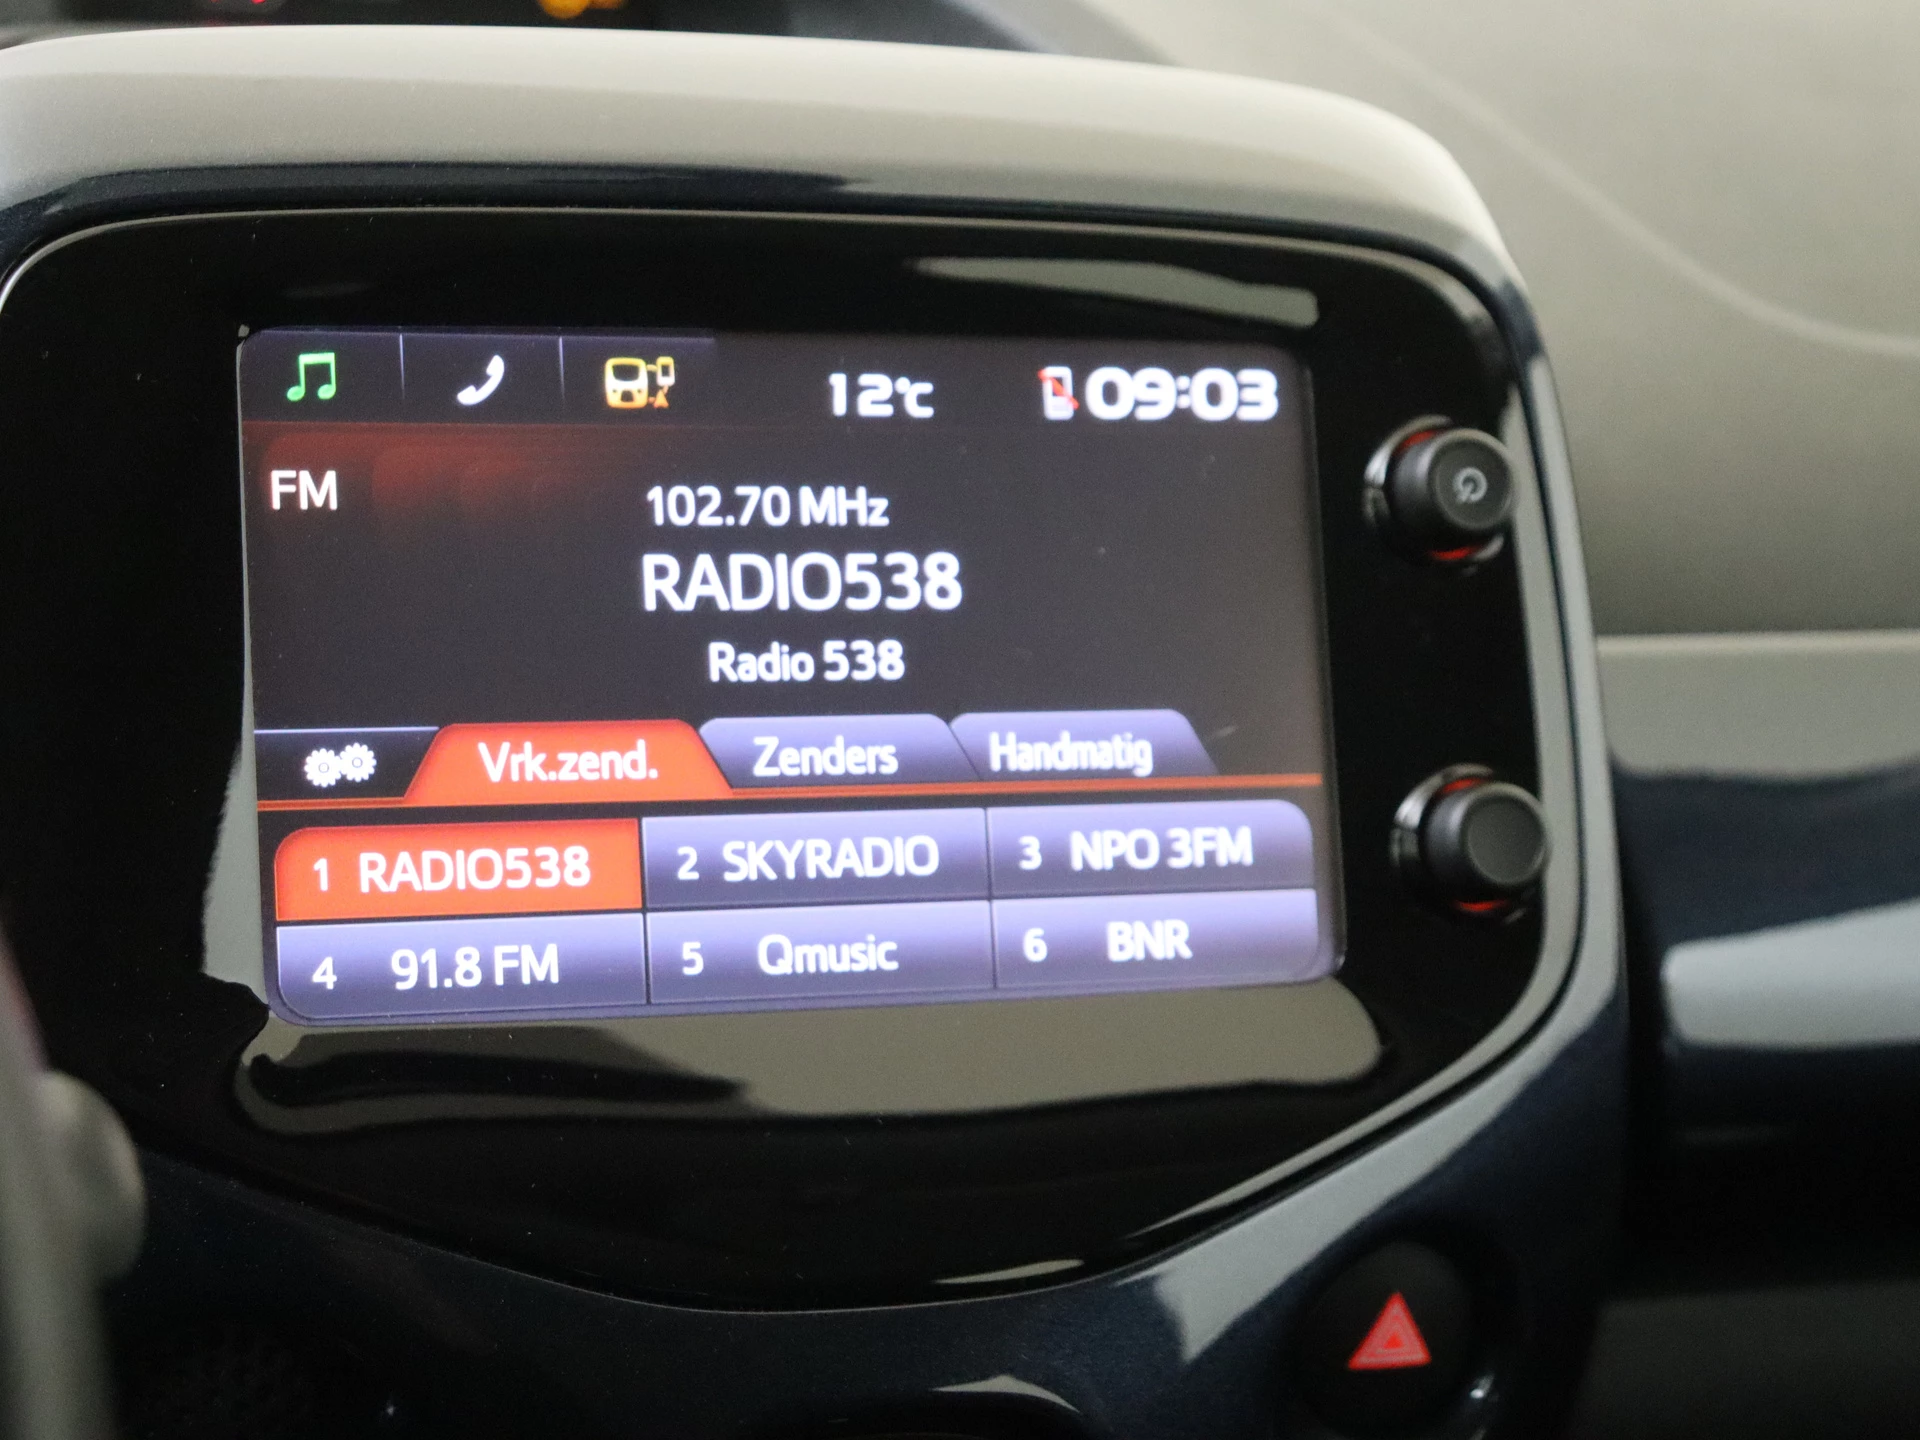 12°C 09:03
FM
102.70 MHz
RADIO538
Radio 538
Vrk.zend. Zenders Handmatig
1 RADIO538 2 SKYRADIO 3 NPO 3FM
4 91.8 FM 5 Qmusic 6 BNR